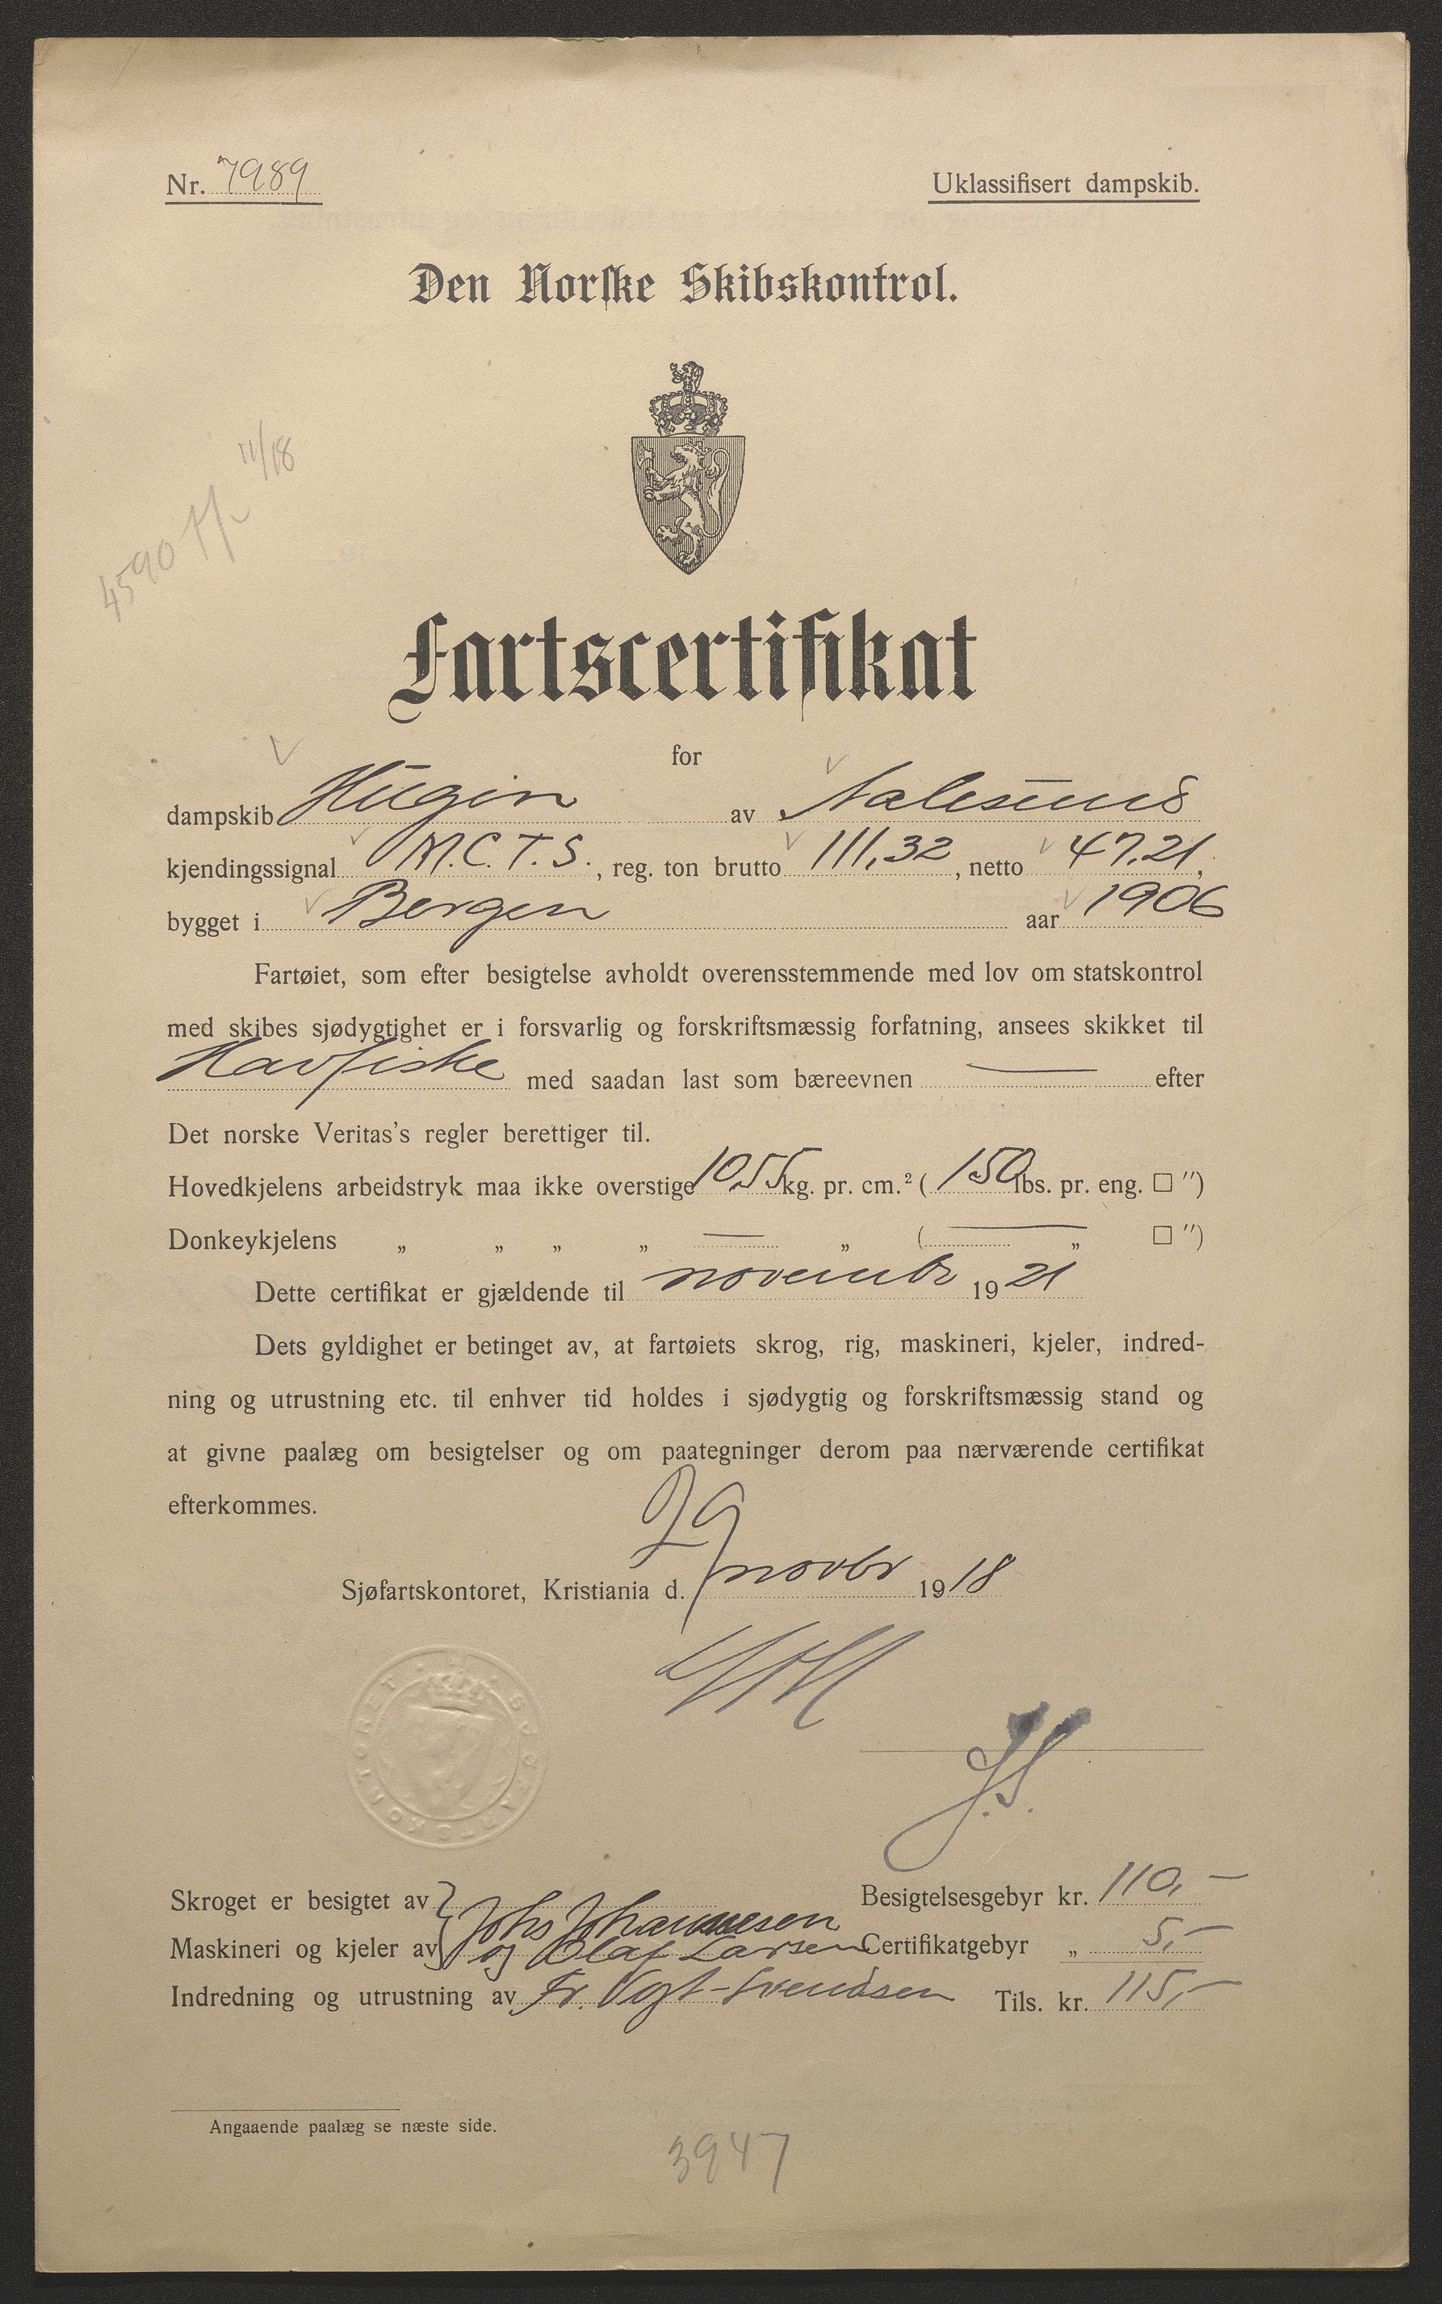 Nr. 7989
Uklassifisert dampskib.
Den Norske Skibskontrol.
11/18
4590
Fartscertifikat
for
dampskib Hugin av Aalesund
kjendingssignal M.C.T.S., reg. ton brutto 111,32, netto 47,21,
bygget i Bergen aar 1906
Fartøiet, som efter besigtelse avholdt overensstemmende med lov om statskontrol
med skibes sjødygtighet er i forsvarlig og forskriftsmæssig forfatning, ansees skikket til
Havfiske med saadan last som bæreevnen — efter
Det norske Veritas's regler berettiger til.
Hovedkjelens arbeidstryk maa ikke overstige 10,55 kg. pr. cm.² (150 lbs. pr. eng. □ ″)
Donkeykjelens „ „ „ „ — „ ( — „ □ ″)
Dette certifikat er gjældende til novembr 1921
Dets gyldighet er betinget av, at fartøiets skrog, rig, maskineri, kjeler, indred-
ning og utrustning etc. til enhver tid holdes i sjødygtig og forskriftsmæssig stand og
at givne paalæg om besigtelser og om paategninger derom paa nærværende certifikat
efterkommes.
Sjøfartskontoret, Kristiania d. 29 novbr 1918
J.S.
SJØFARTSKONTORET
Skroget er besigtet av } Johs Johannesen
Besigtelsesgebyr kr. 110,—
Maskineri og kjeler av } og Olaf Larsen
Certifikatgebyr „ 5,—
Indredning og utrustning av Fr. Vogt-Svendsen
Tils. kr. 115,—
Angaaende paalæg se næste side.
3947